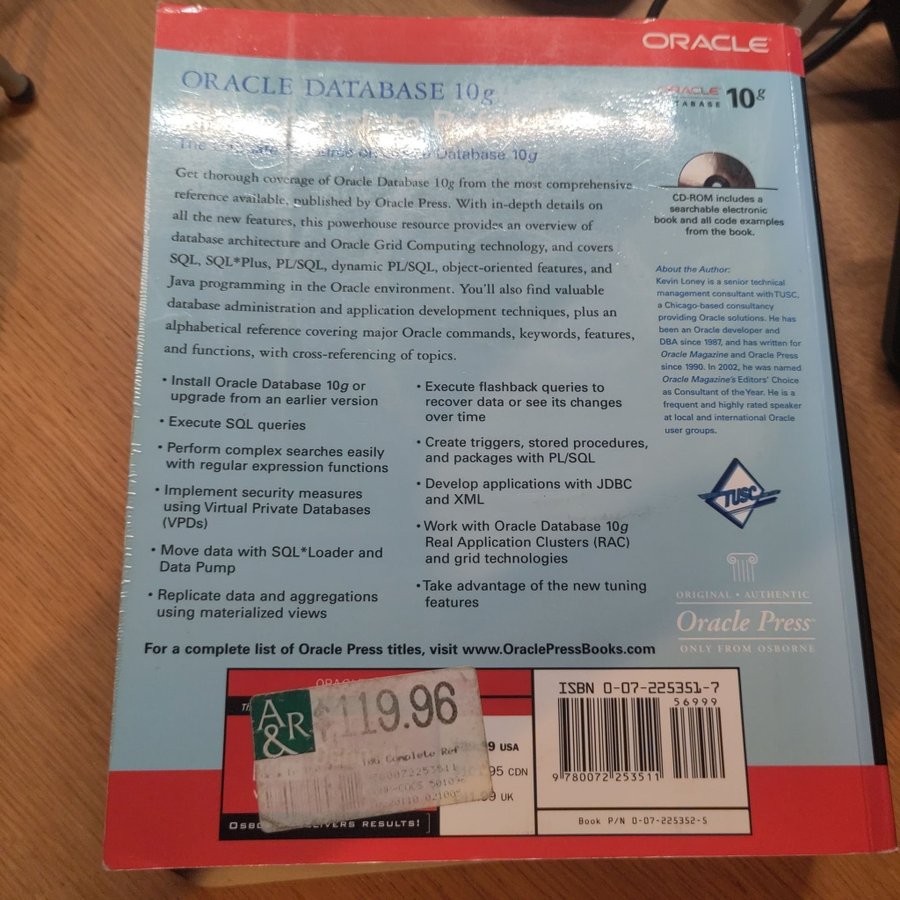 ORACLE
ORACLE DATABASE 10g
ORACLE
DATABASE 10g
The Database 10g
Get thorough coverage of Oracle Database 10g from the most comprehensive
reference available, published by Oracle Press. With in-depth details on
all the new features, this powerhouse resource provides an overview of
database architecture and Oracle Grid Computing technology, and covers
SQL, SQL*Plus, PL/SQL, dynamic PL/SQL, object-oriented features, and
Java programming in the Oracle environment. You'll also find valuable
database administration and application development techniques, plus an
alphabetical reference covering major Oracle commands, keywords, features,
and functions, with cross-referencing of topics.
• Install Oracle Database 10g or
upgrade from an earlier version
• Execute SQL queries
• Perform complex searches easily
with regular expression functions
• Implement security measures
using Virtual Private Databases
(VPDs)
• Move data with SQL*Loader and
Data Pump
• Replicate data and aggregations
using materialized views
• Execute flashback queries to
recover data or see its changes
over time
• Create triggers, stored procedures,
and packages with PL/SQL
• Develop applications with JDBC
and XML
• Work with Oracle Database 10g
Real Application Clusters (RAC)
and grid technologies
• Take advantage of the new tuning
features
CD-ROM includes a
searchable electronic
book and all code examples
from the book.
About the Author:
Kevin Loney is a senior technical
management consultant with TUSC,
a Chicago-based consultancy
providing Oracle solutions. He has
been an Oracle developer and
DBA since 1987, and has written for
Oracle Magazine and Oracle Press
since 1990. In 2002, he was named
Oracle Magazine's Editors' Choice
as Consultant of the Year. He is a
frequent and highly rated speaker
at local and international Oracle
user groups.
TUSC
ORIGINAL • AUTHENTIC
Oracle Press™
ONLY FROM OSBORNE
For a complete list of Oracle Press titles, visit www.OraclePressBooks.com
A&R
$119.96
10G Complete Ref
9780072253511
USA
95 CDN
99 UK
DELIVERS RESULTS!
ISBN 0-07-225351-7
56999
9 780072 253511
Book P/N 0-07-225352-5